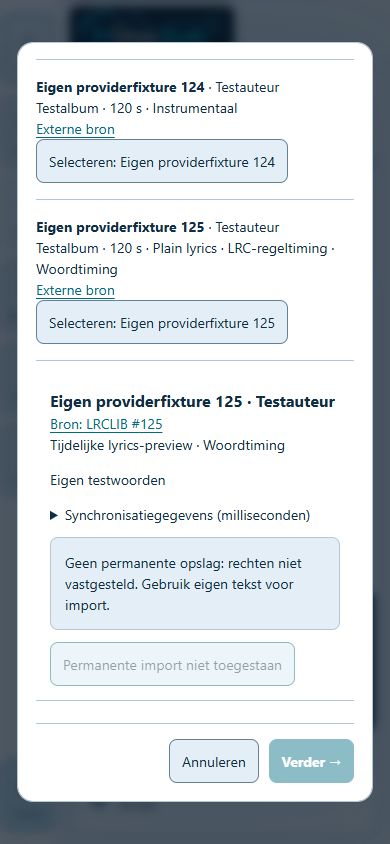 Eigen providerfixture 124 · Testauteur
Testalbum · 120 s · Instrumentaal
Externe bron
Selecteren: Eigen providerfixture 124
Eigen providerfixture 125 · Testauteur
Testalbum · 120 s · Plain lyrics · LRC-regeltiming ·
Woordtiming
Externe bron
Selecteren: Eigen providerfixture 125
Eigen providerfixture 125 · Testauteur
Bron: LRCLIB #125
Tijdelijke lyrics-preview · Woordtiming
Eigen testwoorden
▶ Synchronisatiegegevens (milliseconden)
Geen permanente opslag: rechten niet
vastgesteld. Gebruik eigen tekst voor
import.
Permanente import niet toegestaan
Annuleren
Verder →